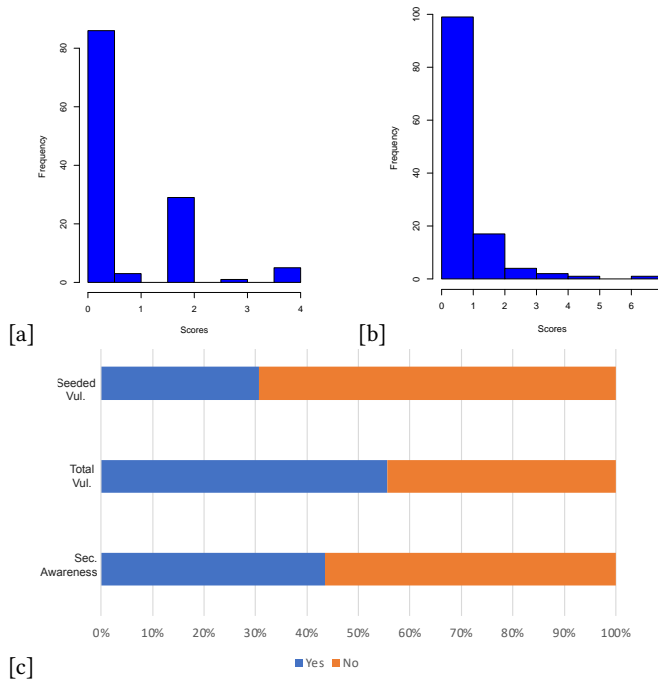 80
60
40
20
0
Frequency
0 1 2 3 4
Scores
[a]
100
80
60
40
20
0
Frequency
0 1 2 3 4 5 6
Scores
[b]
Seeded
Vul.
Total
Vul.
Sec.
Awareness
0% 10% 20% 30% 40% 50% 60% 70% 80% 90% 100%
Yes No
[c]